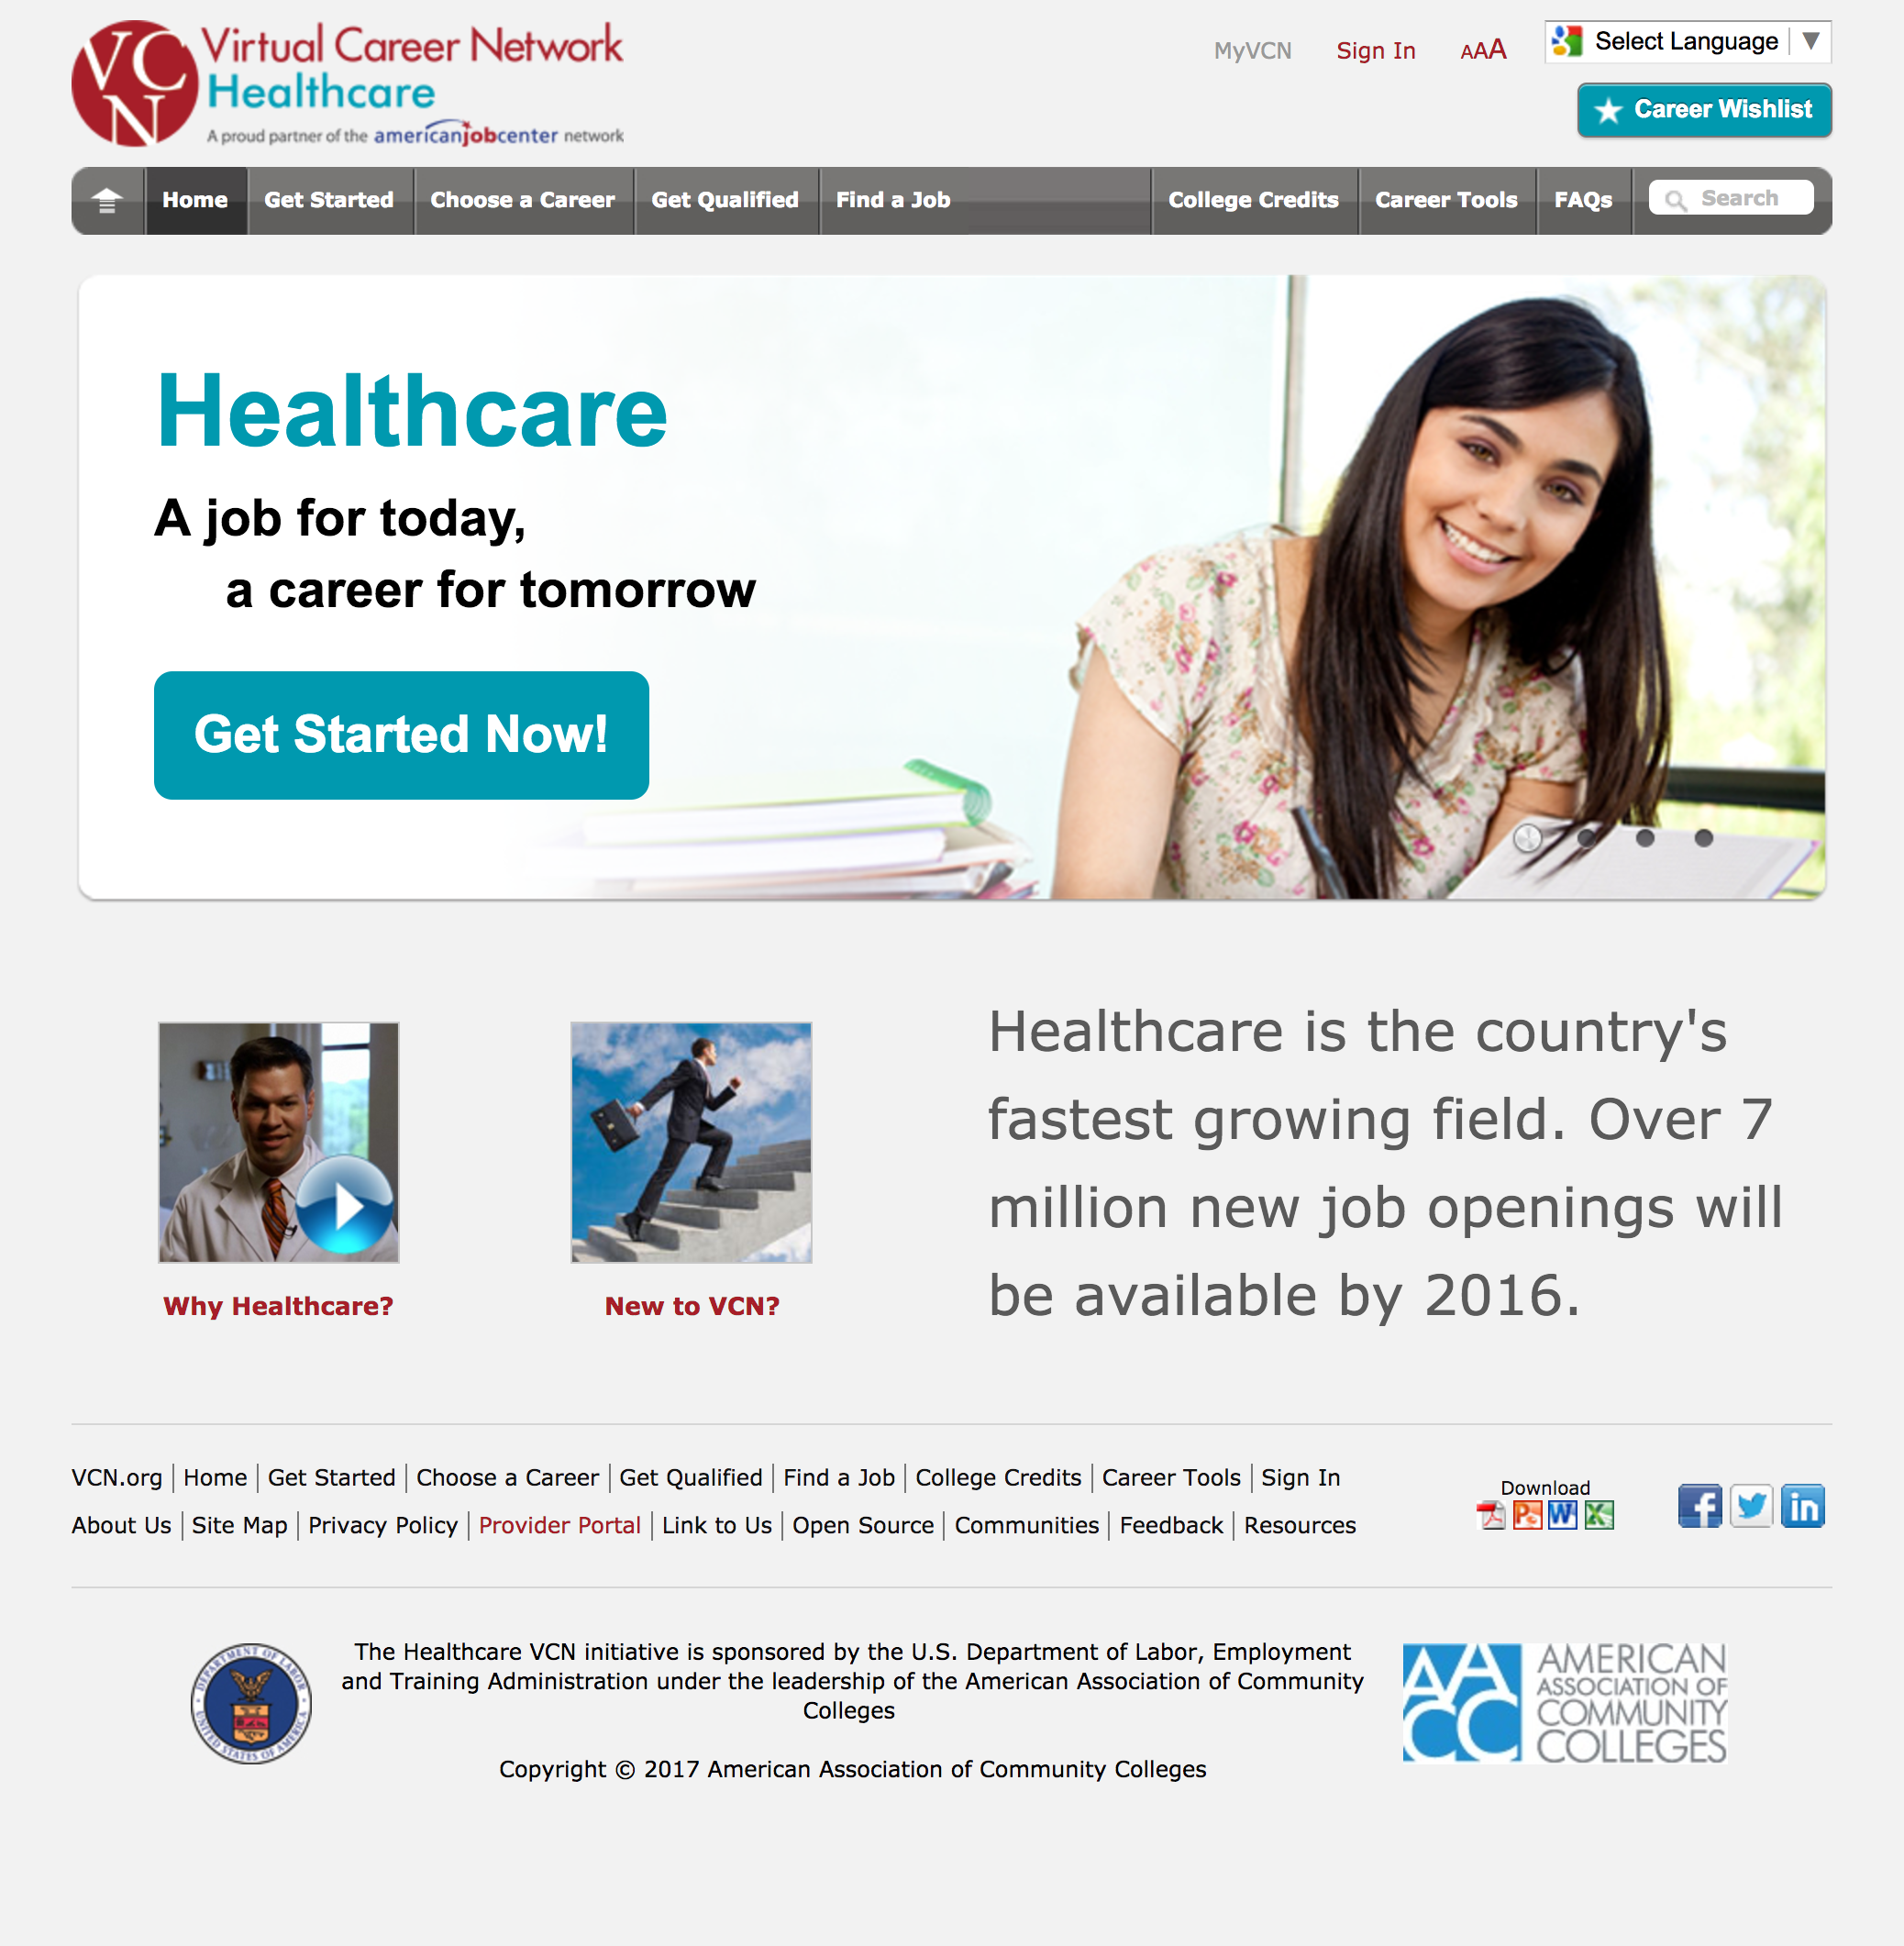 VCN
Virtual Career Network
Healthcare
A proud partner of the americanjobcenter network
MyVCN
Sign In
AAA
Select Language ▼
Career Wishlist
Home
Get Started
Choose a Career
Get Qualified
Find a Job
College Credits
Career Tools
FAQs
Search
Healthcare
A job for today,
a career for tomorrow
Get Started Now!
Why Healthcare?
New to VCN?
Healthcare is the country's
fastest growing field. Over 7
million new job openings will
be available by 2016.
VCN.org | Home | Get Started | Choose a Career | Get Qualified | Find a Job | College Credits | Career Tools | Sign In
About Us | Site Map | Privacy Policy | Provider Portal | Link to Us | Open Source | Communities | Feedback | Resources
Download
DEPARTMENT OF LABOR
UNITED STATES OF AMERICA
The Healthcare VCN initiative is sponsored by the U.S. Department of Labor, Employment
and Training Administration under the leadership of the American Association of Community
Colleges
Copyright © 2017 American Association of Community Colleges
AACC
AMERICAN
ASSOCIATION OF
COMMUNITY
COLLEGES